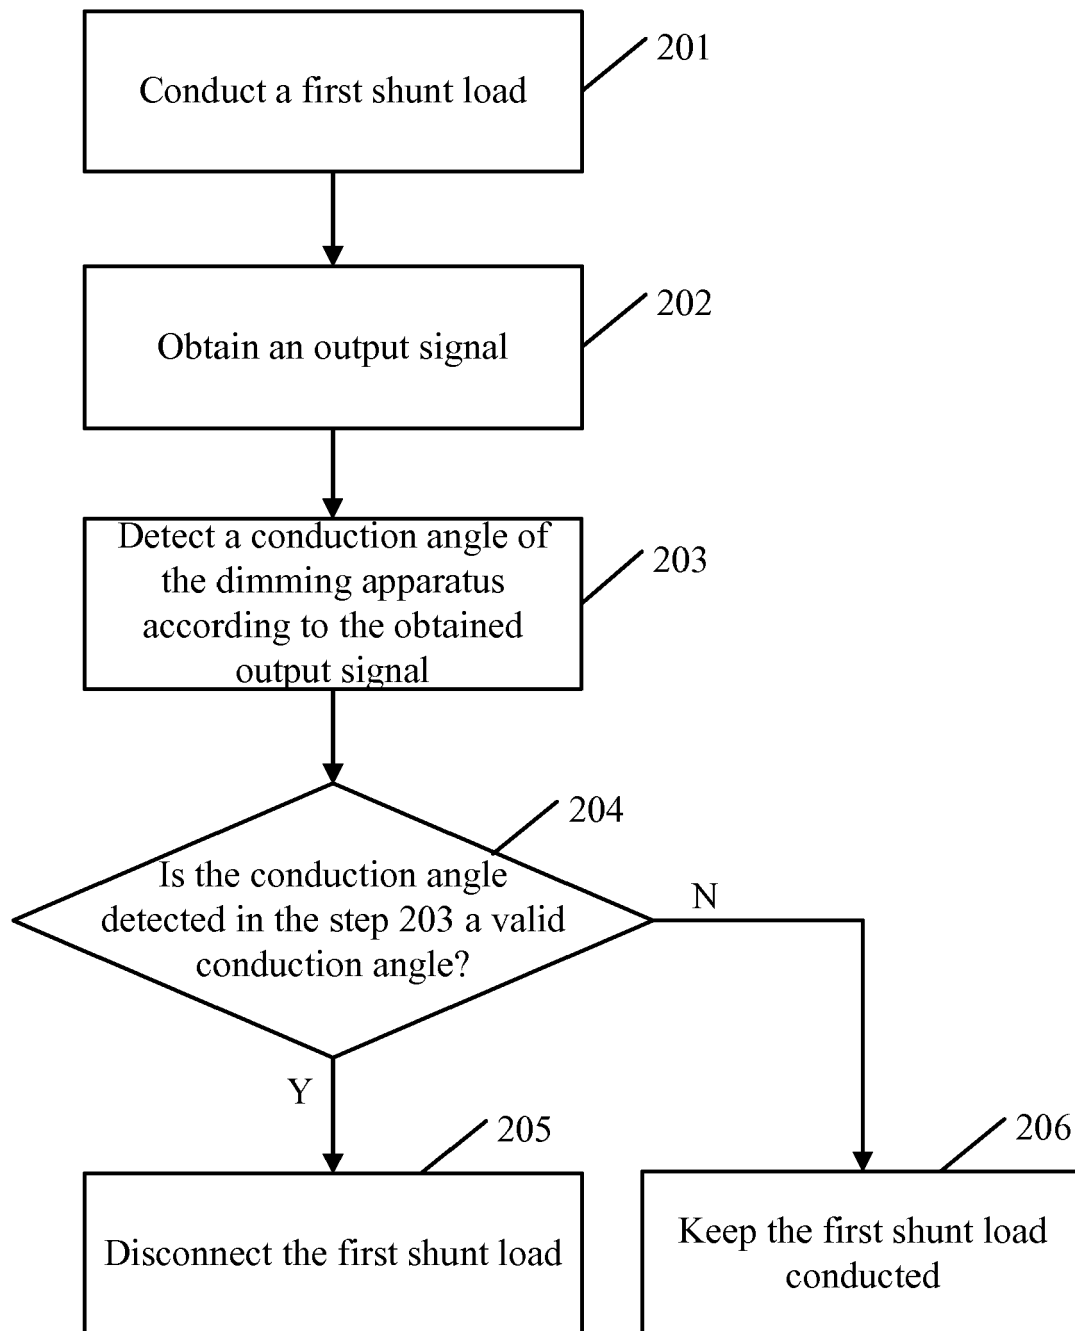 Conduct a first shunt load
201
Obtain an output signal
202
Detect a conduction angle of
the dimming apparatus
according to the obtained
output signal
203
204
Is the conduction angle
detected in the step 203 a valid
conduction angle?
N
Y
205
Disconnect the first shunt load
206
Keep the first shunt load
conducted